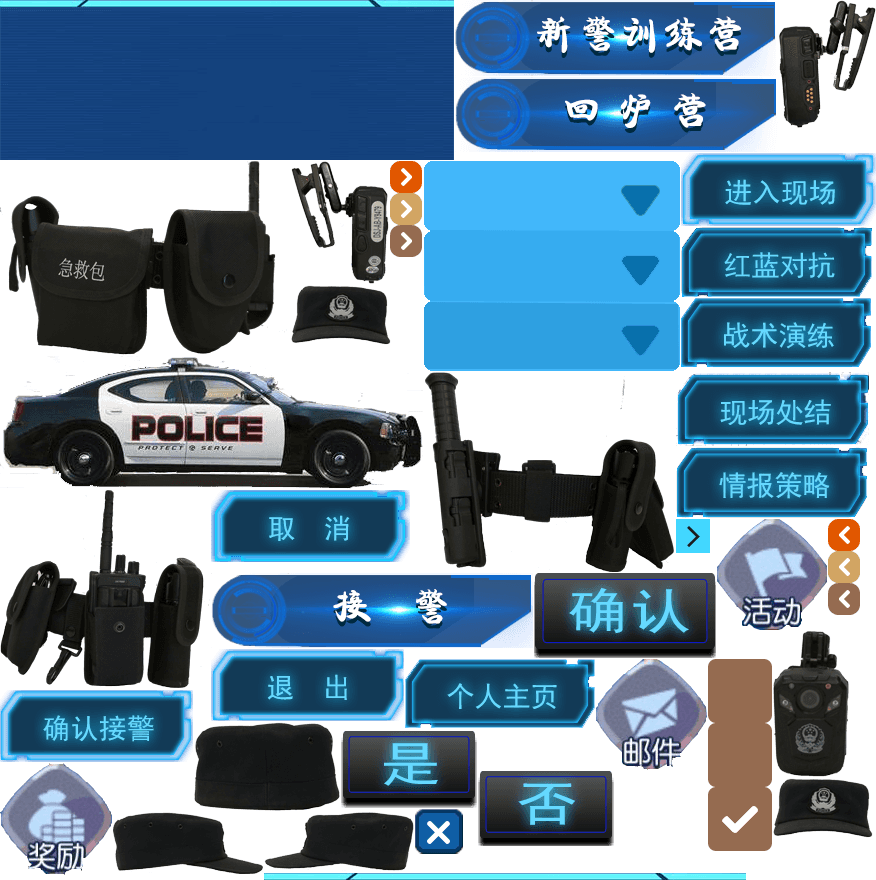 新警训练营
回炉营
进入现场
急救包
红蓝对抗
战术演练
POLICE
PROTECT & SERVE
现场处结
情报策略
取 消
活动
接 警
确认
退 出
个人主页
确认接警
邮件
是
否
奖励